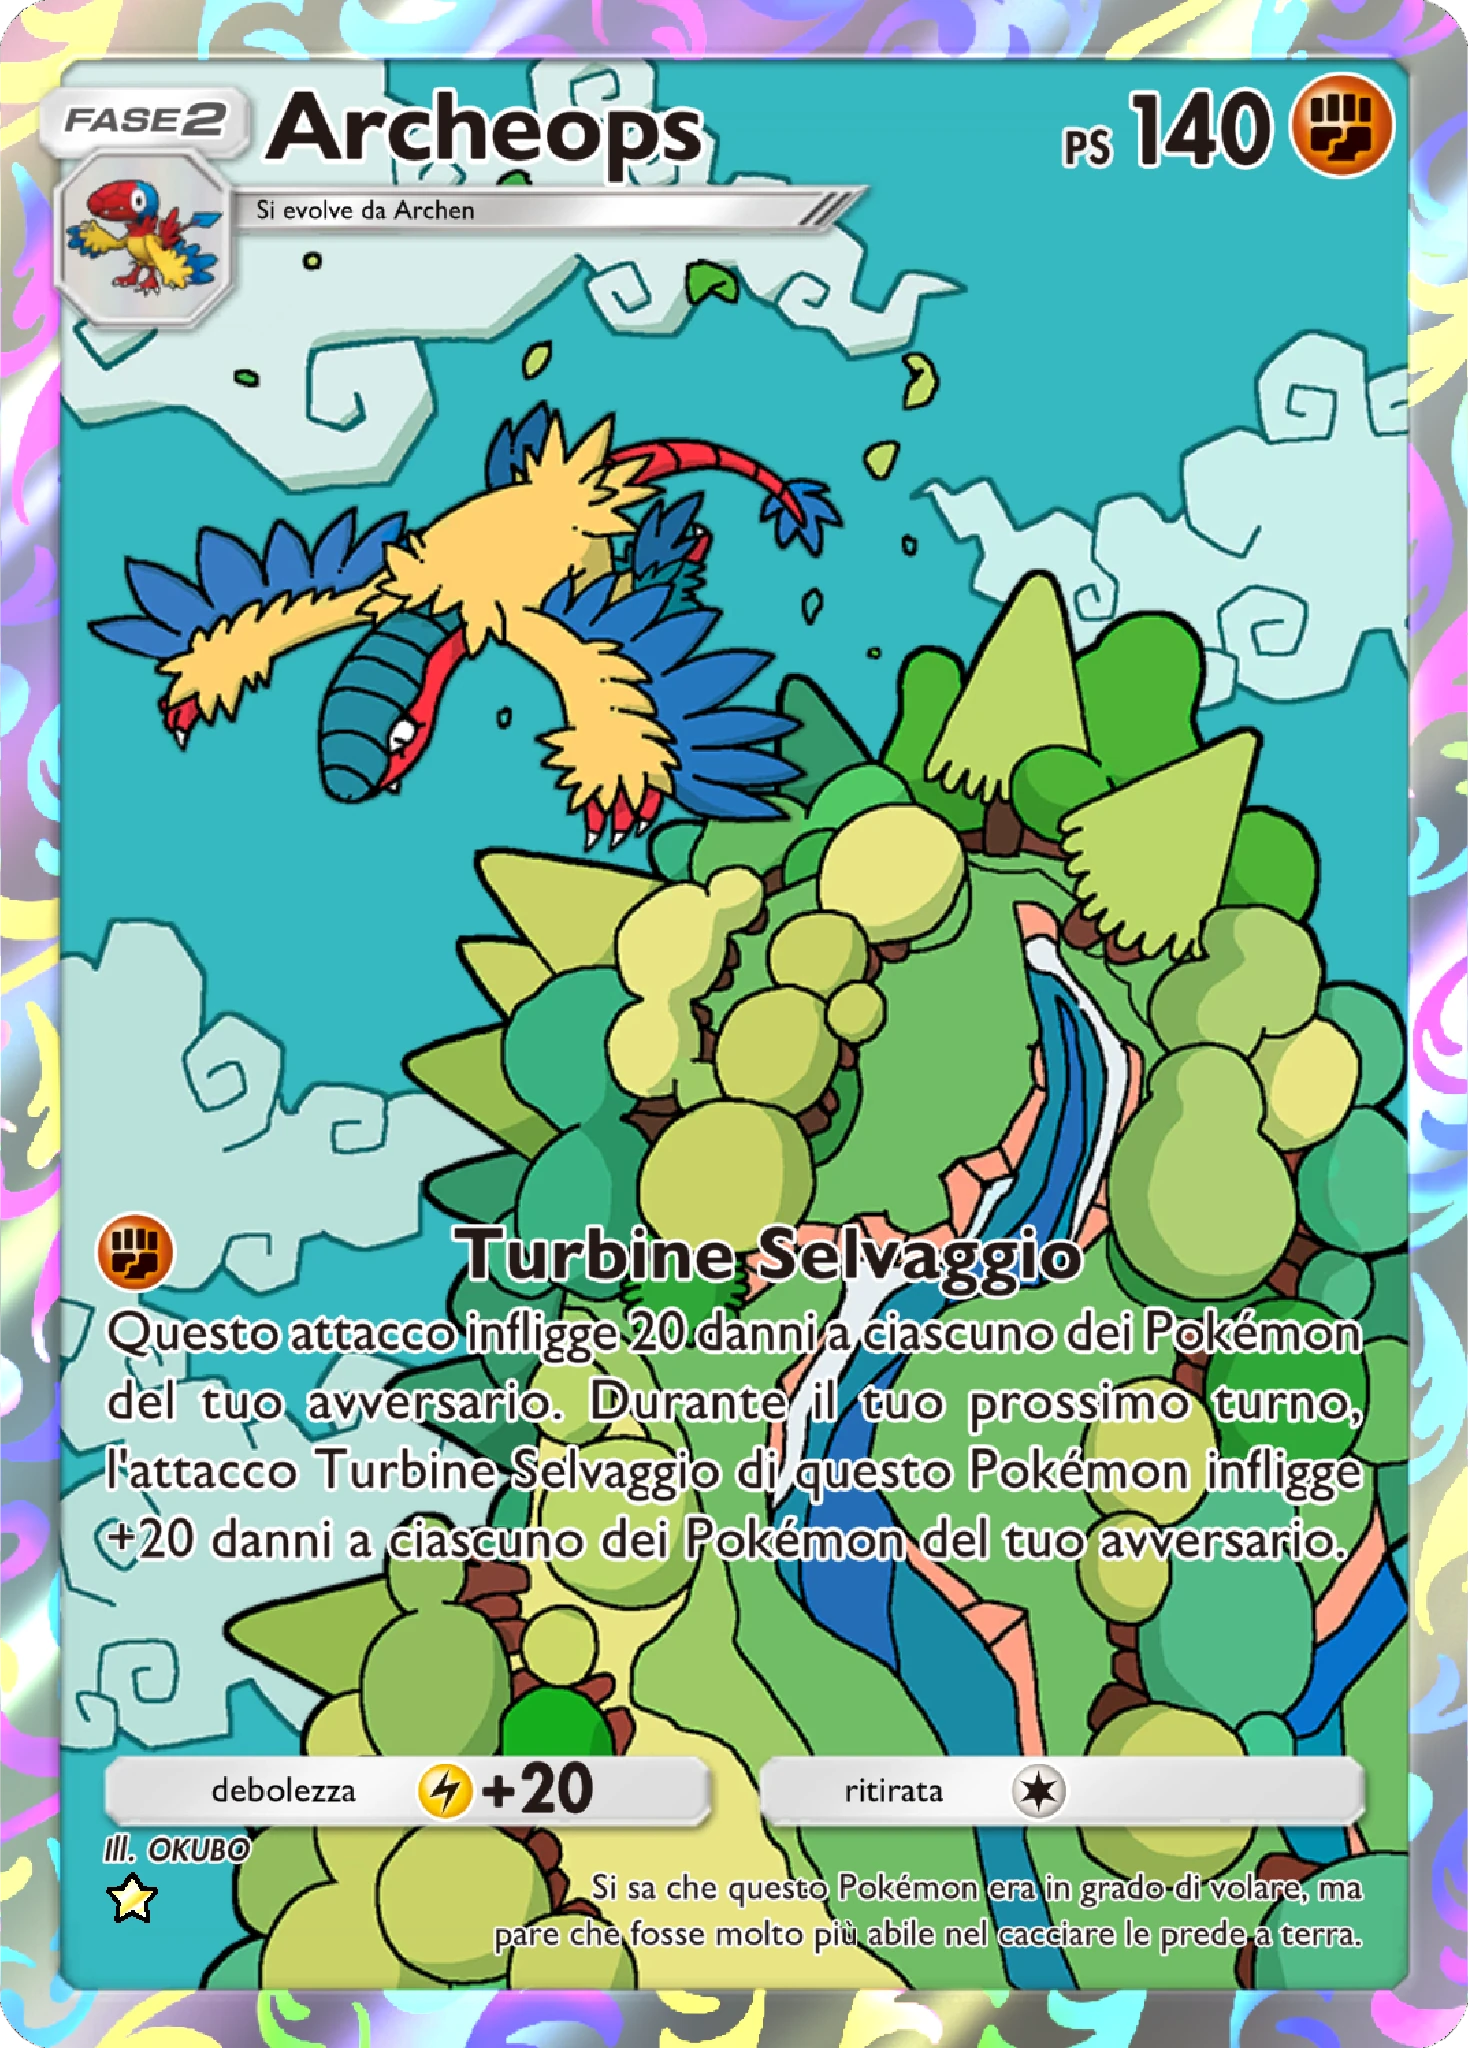 FASE 2
Archeops
PS 140
Si evolve da Archen
Turbine Selvaggio
Questo attacco infligge 20 danni a ciascuno dei Pokémon
del tuo avversario. Durante il tuo prossimo turno,
l'attacco Turbine Selvaggio di questo Pokémon infligge
+20 danni a ciascuno dei Pokémon del tuo avversario.
debolezza +20
ritirata
Ill. OKUBO
Si sa che questo Pokémon era in grado di volare, ma
pare che fosse molto più abile nel cacciare le prede a terra.